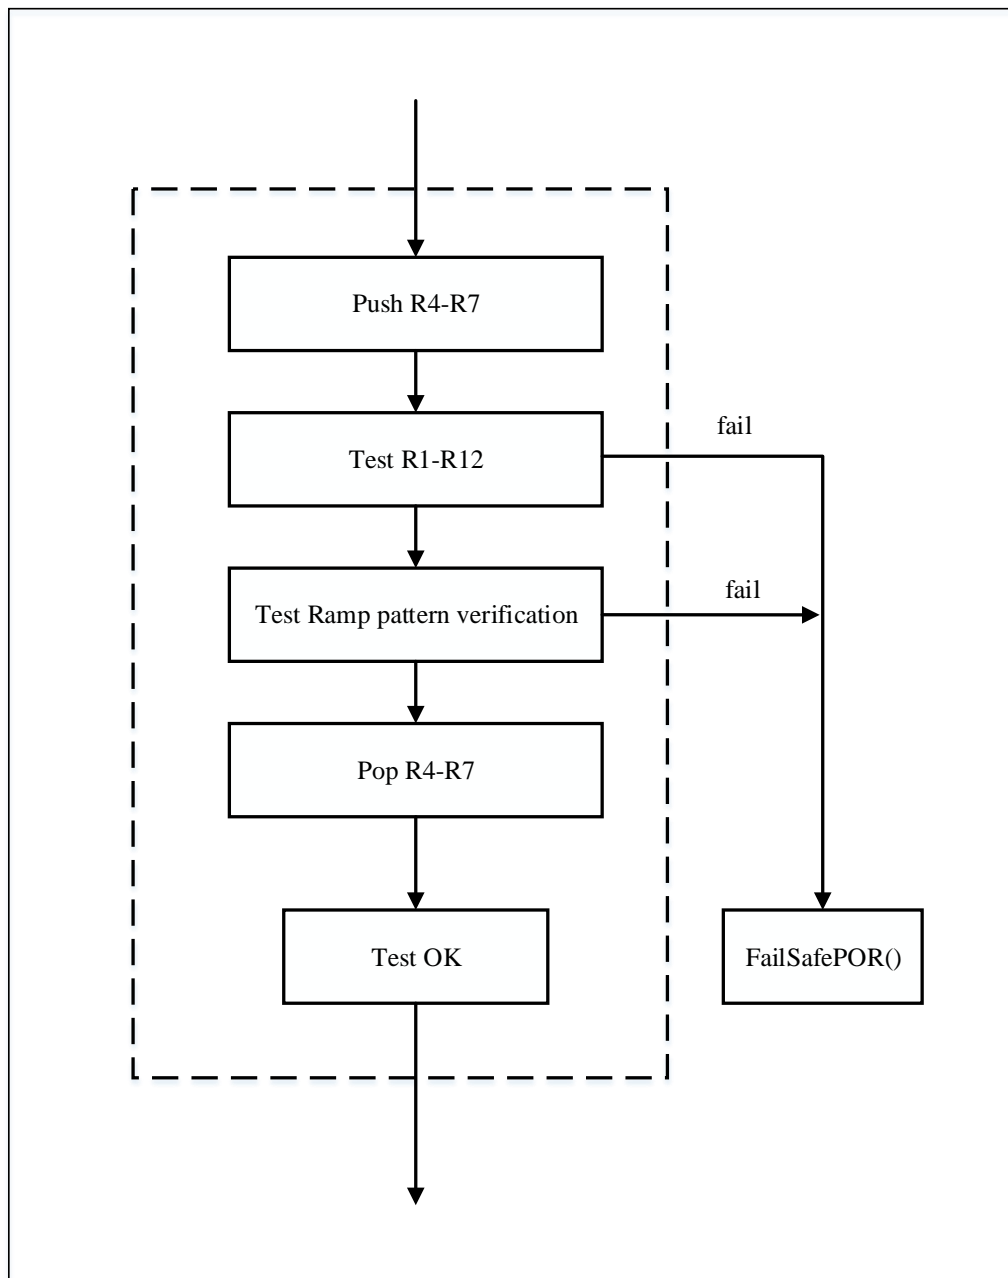 Push R4-R7
Test R1-R12
fail
Test Ramp pattern verification
fail
Pop R4-R7
Test OK
FailSafePOR()